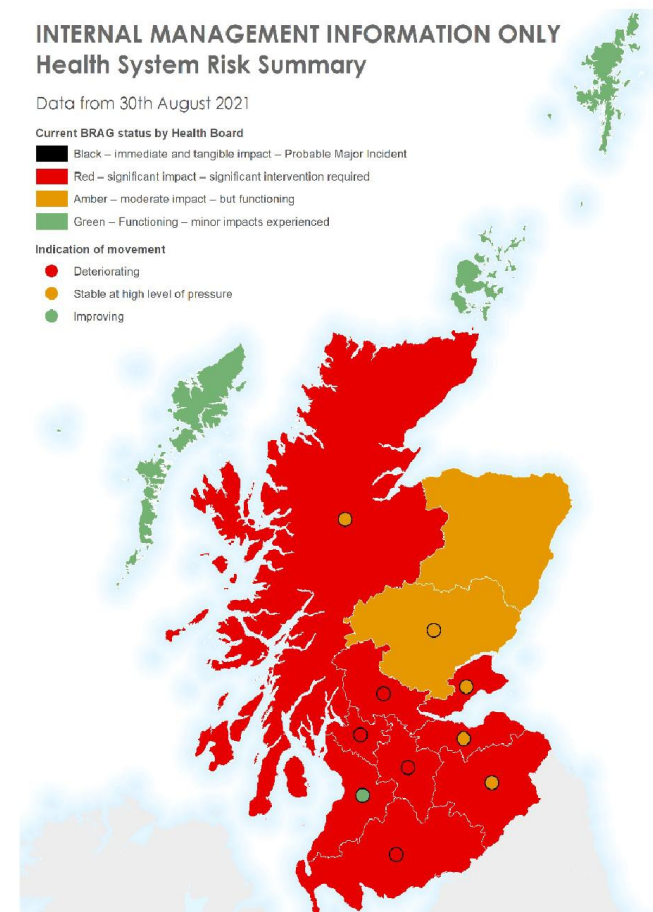 INTERNAL MANAGEMENT INFORMATION ONLY
Health System Risk Summary
Data from 30th August 2021
Current BRAG status by Health Board
Black – immediate and tangible impact – Probable Major Incident
Red – significant impact – significant intervention required
Amber – moderate impact – but functioning
Green – Functioning – minor impacts experienced
Indication of movement
Deteriorating
Stable at high level of pressure
Improving